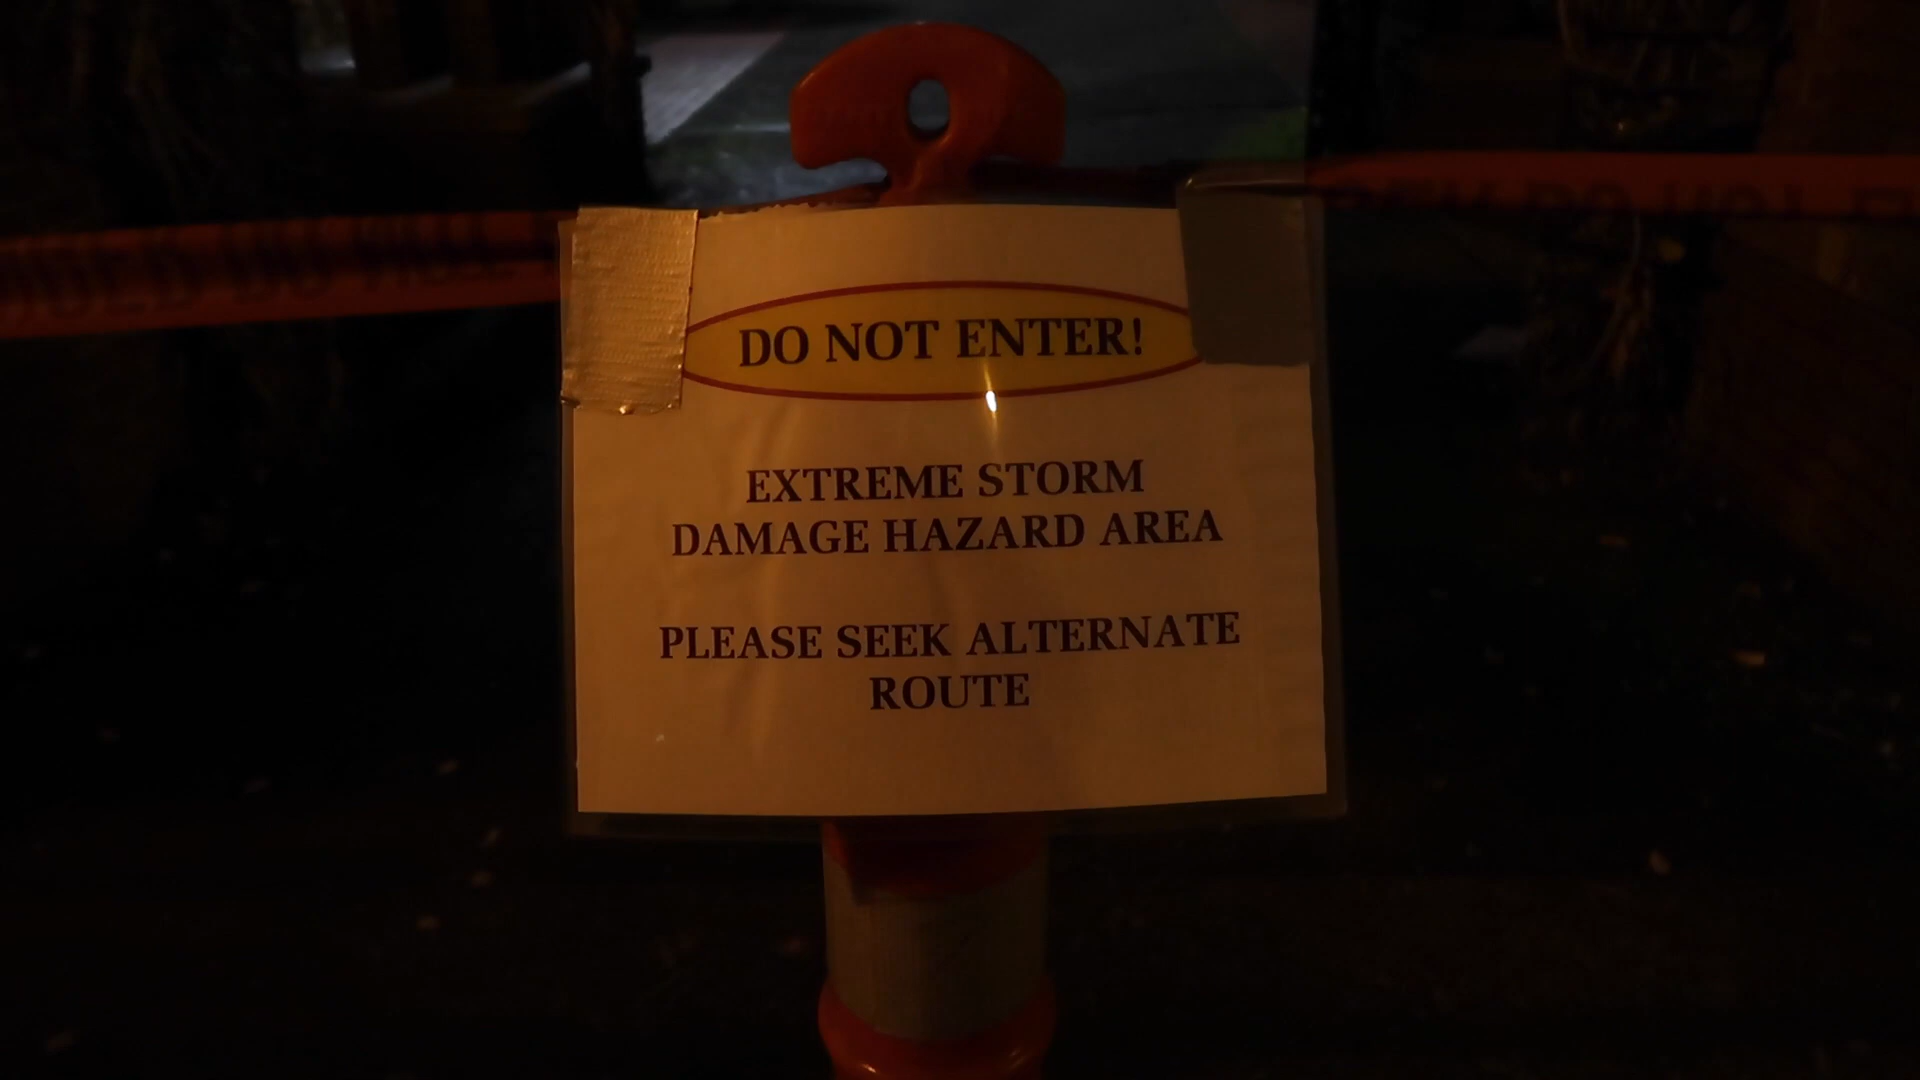 DO NOT ENTER!
EXTREME STORM
DAMAGE HAZARD AREA
PLEASE SEEK ALTERNATE
ROUTE